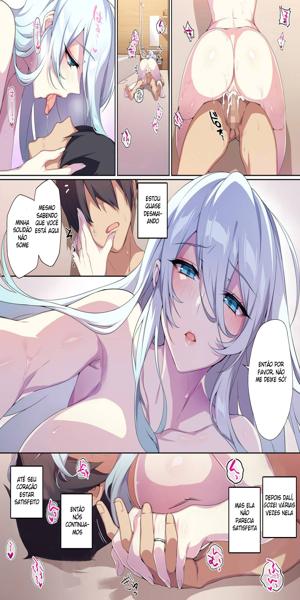 ESTOU
QUASE
DESMAI-
ANDO
MESMO
SABENDO
QUE VOCÊ
ESTÁ AQUI
MINHA
SOLIDÃO
NÃO
SOME
ENTÃO POR
FAVOR, NÃO
ME DEIXE SÓ!
DEPOIS DALI,
GOZEI VÁRIAS
VEZES NELA
MAS ELA
NÃO
PARECIA
SATISFEITA
ATÉ SEU
CORAÇÃO
ESTAR
SATISFEITO
ENTÃO
NÓS
CONTINUA-
MOS